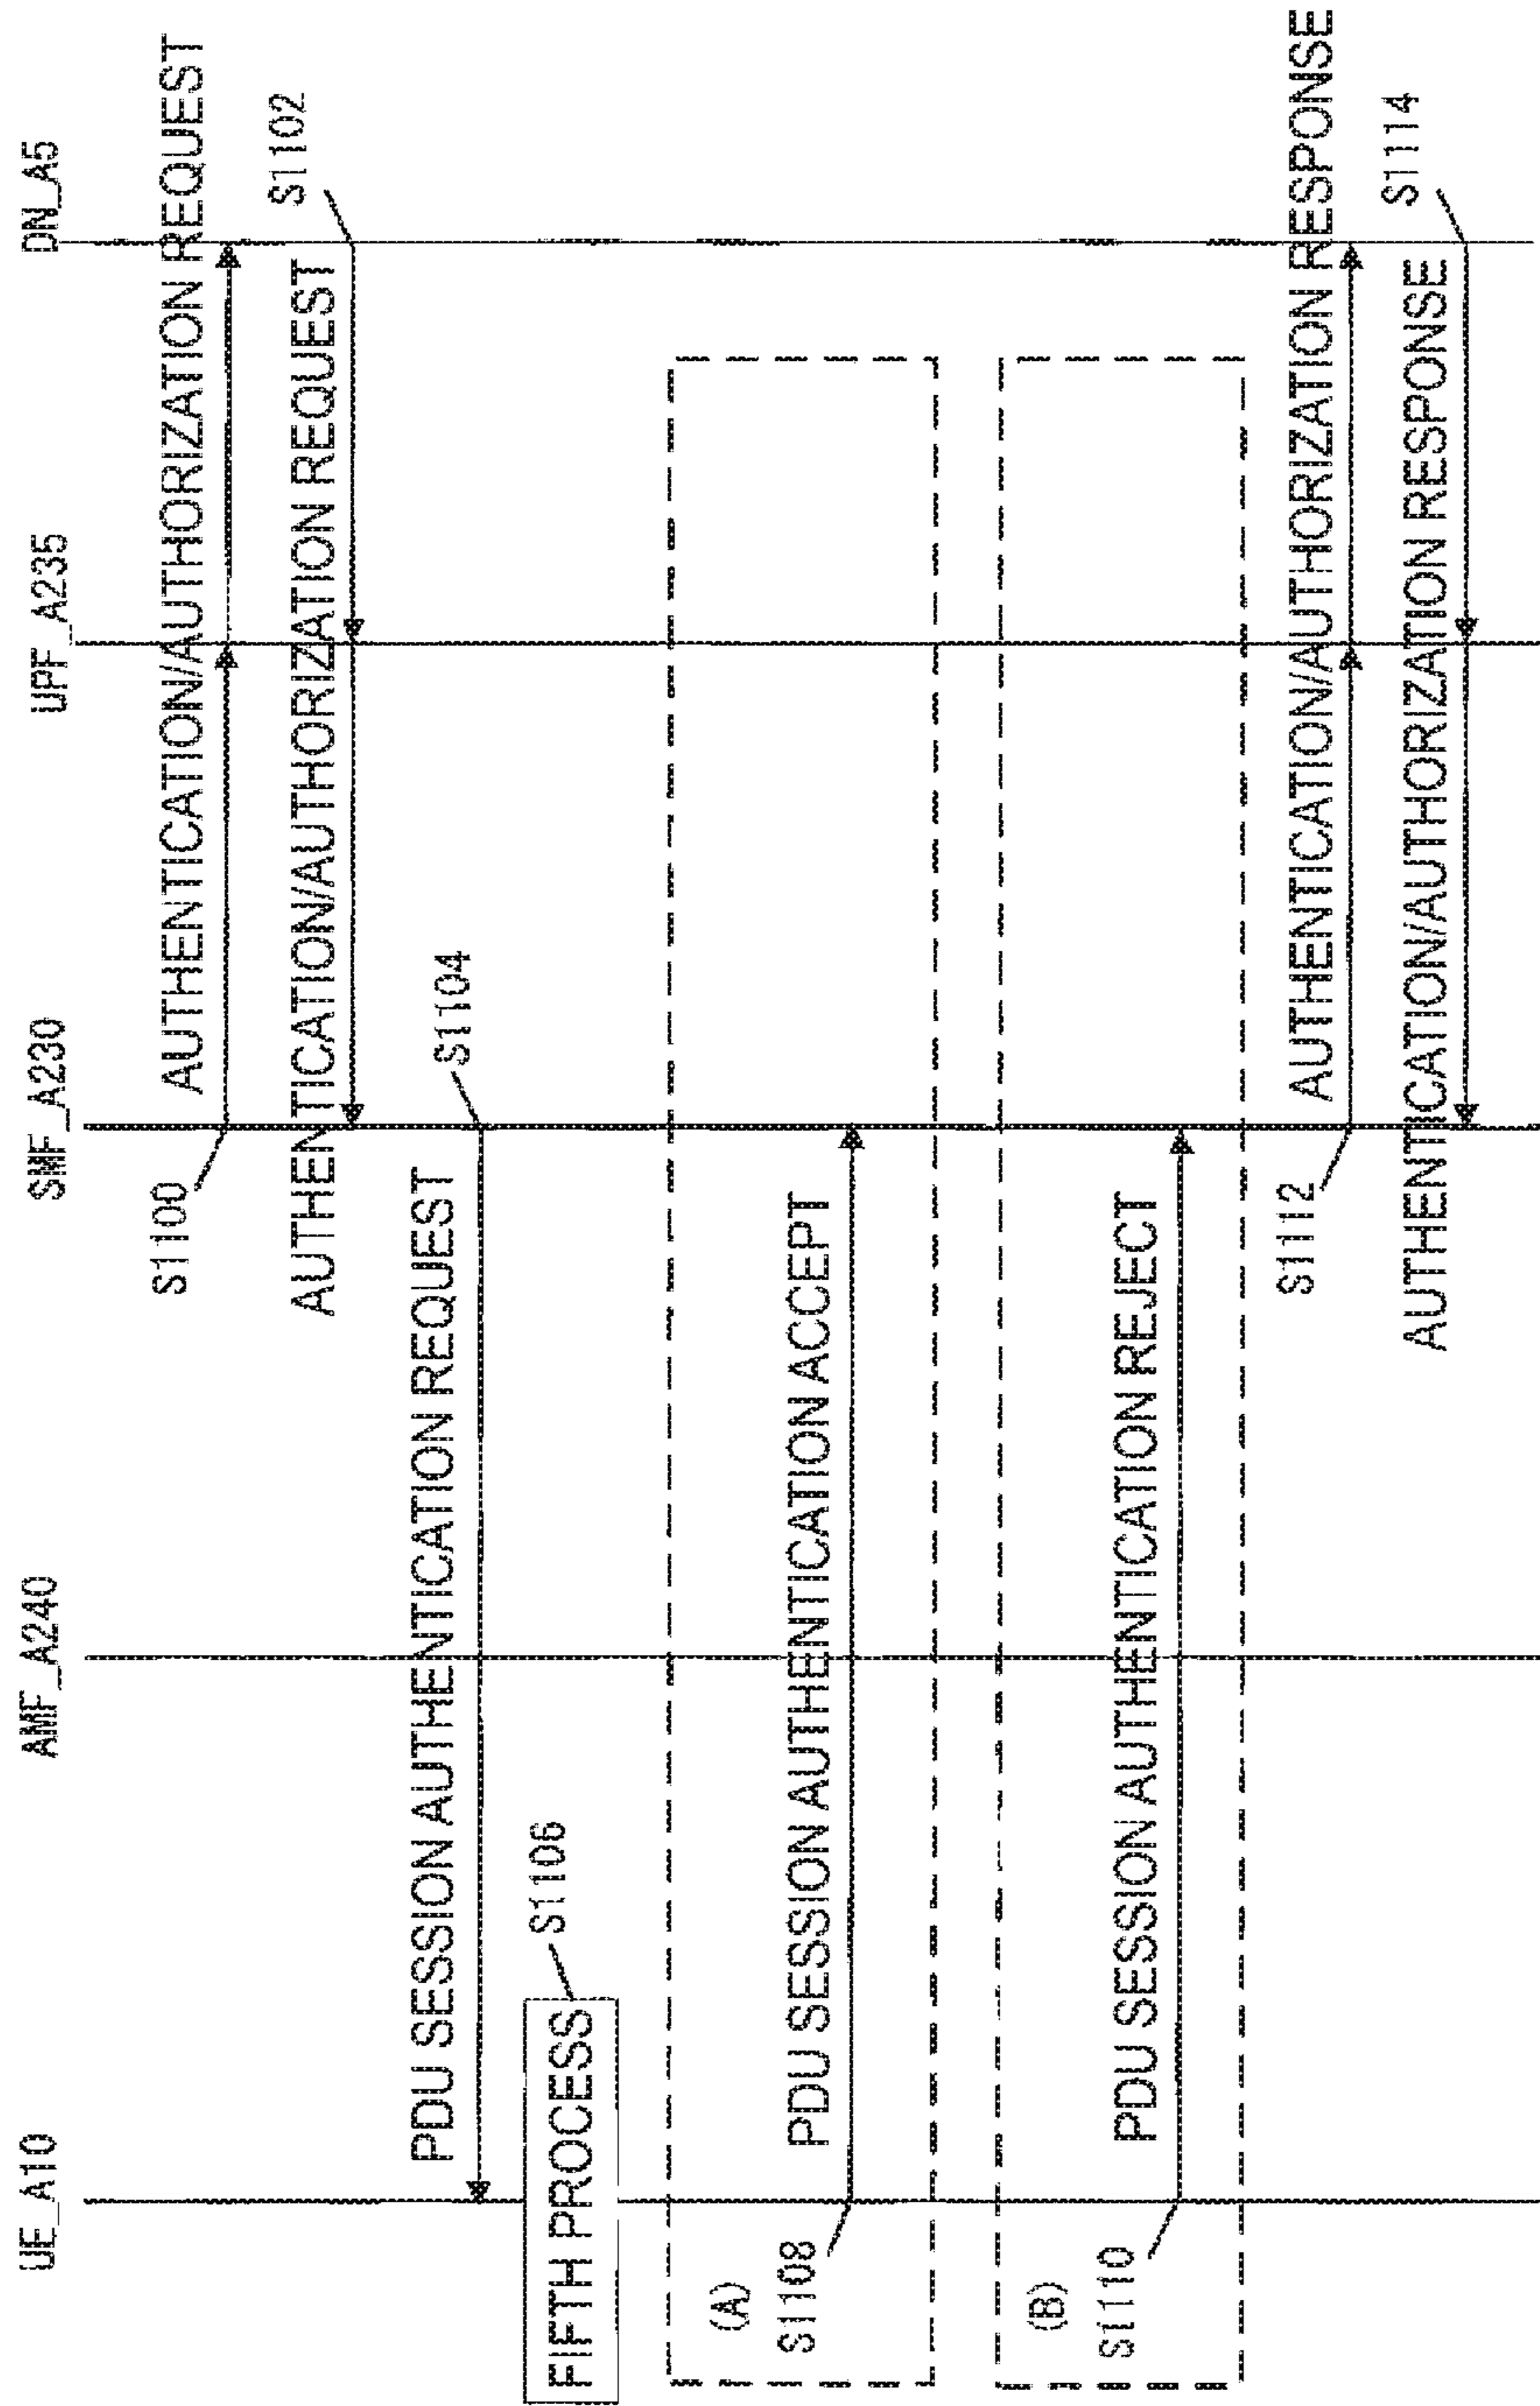 UE_A10
AMF_A240
SMF_A230
UPF_A235
DN_A5
S1100
AUTHENTICATION/AUTHORIZATION REQUEST
AUTHENTICATION/AUTHORIZATION REQUEST
S1102
PDU SESSION AUTHENTICATION REQUEST
S1104
FIFTH PROCESS
S1106
(A)
S1108
PDU SESSION AUTHENTICATION ACCEPT
(B)
S1110
PDU SESSION AUTHENTICATION REJECT
S1112
AUTHENTICATION/AUTHORIZATION RESPONSE
AUTHENTICATION/AUTHORIZATION RESPONSE
S1114